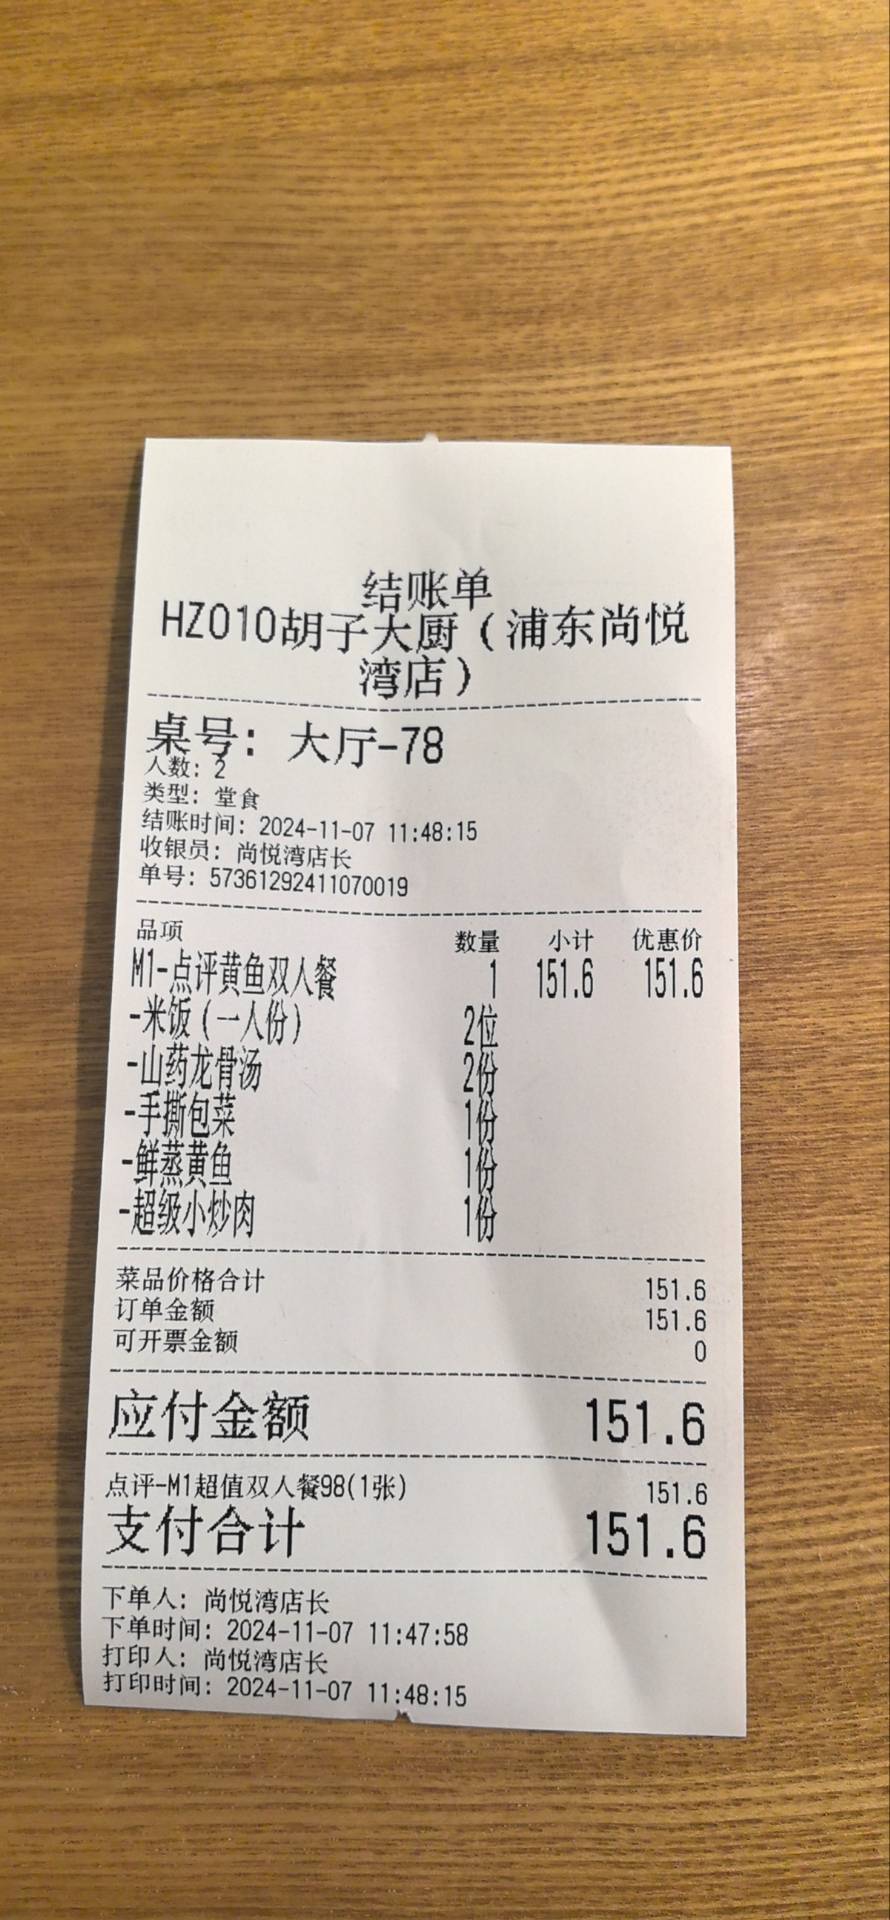 结账单
HZ010胡子大厨（浦东尚悦
湾店）
桌号：大厅-78
人数：2
类型：堂食
结账时间：2024-11-07 11:48:15
收银员：尚悦湾店长
单号：57361292411070019
品项 数量 小计 优惠价
M1-点评黄鱼双人餐 1 151.6 151.6
-米饭（一人份） 2位
-山药龙骨汤 2份
-手撕包菜 1份
-鲜蒸黄鱼 1份
-超级小炒肉 1份
菜品价格合计 151.6
订单金额 151.6
可开票金额 0
应付金额 151.6
点评-M1超值双人餐98(1张) 151.6
支付合计 151.6
下单人：尚悦湾店长
下单时间：2024-11-07 11:47:58
打印人：尚悦湾店长
打印时间：2024-11-07 11:48:15